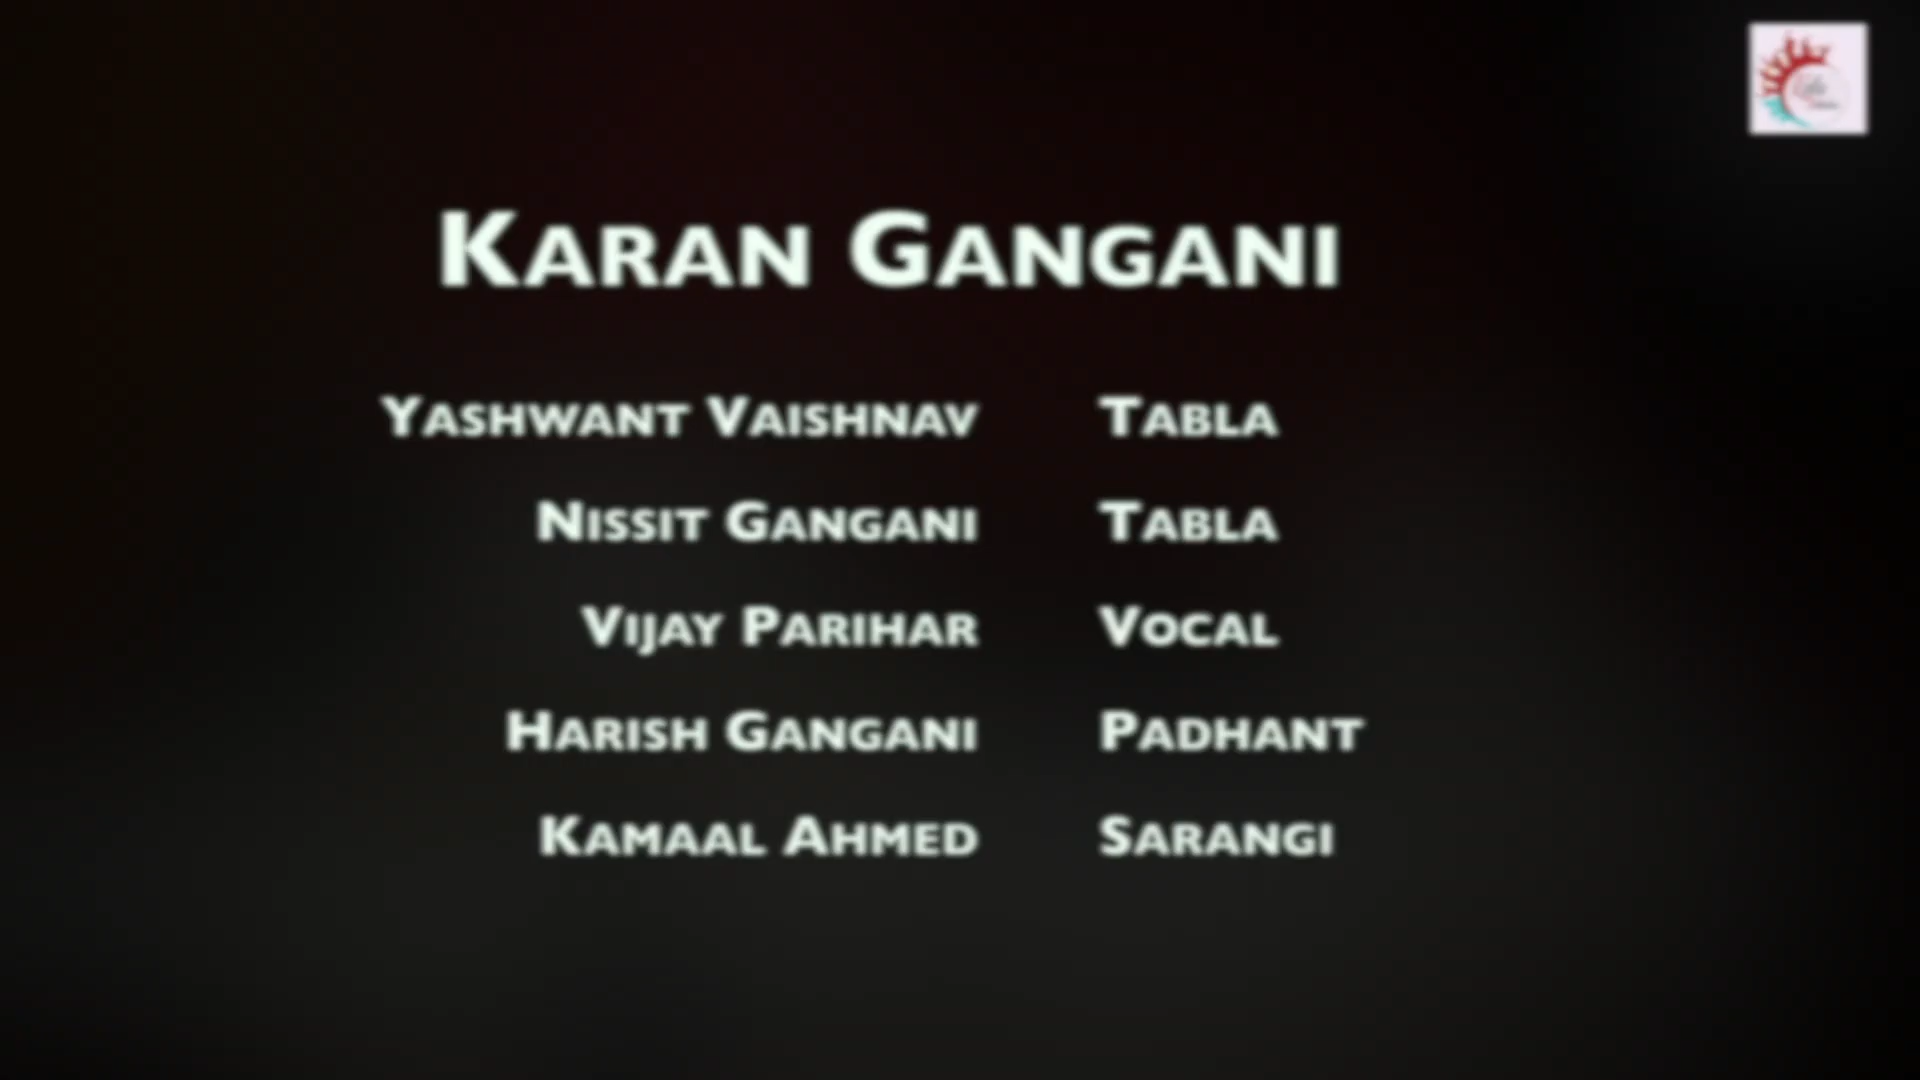 KARAN GANGANI
YASHWANT VAISHNAV TABLA
NISSIT GANGANI TABLA
VIJAY PARIHAR VOCAL
HARISH GANGANI PADHANT
KAMAAL AHMED SARANGI